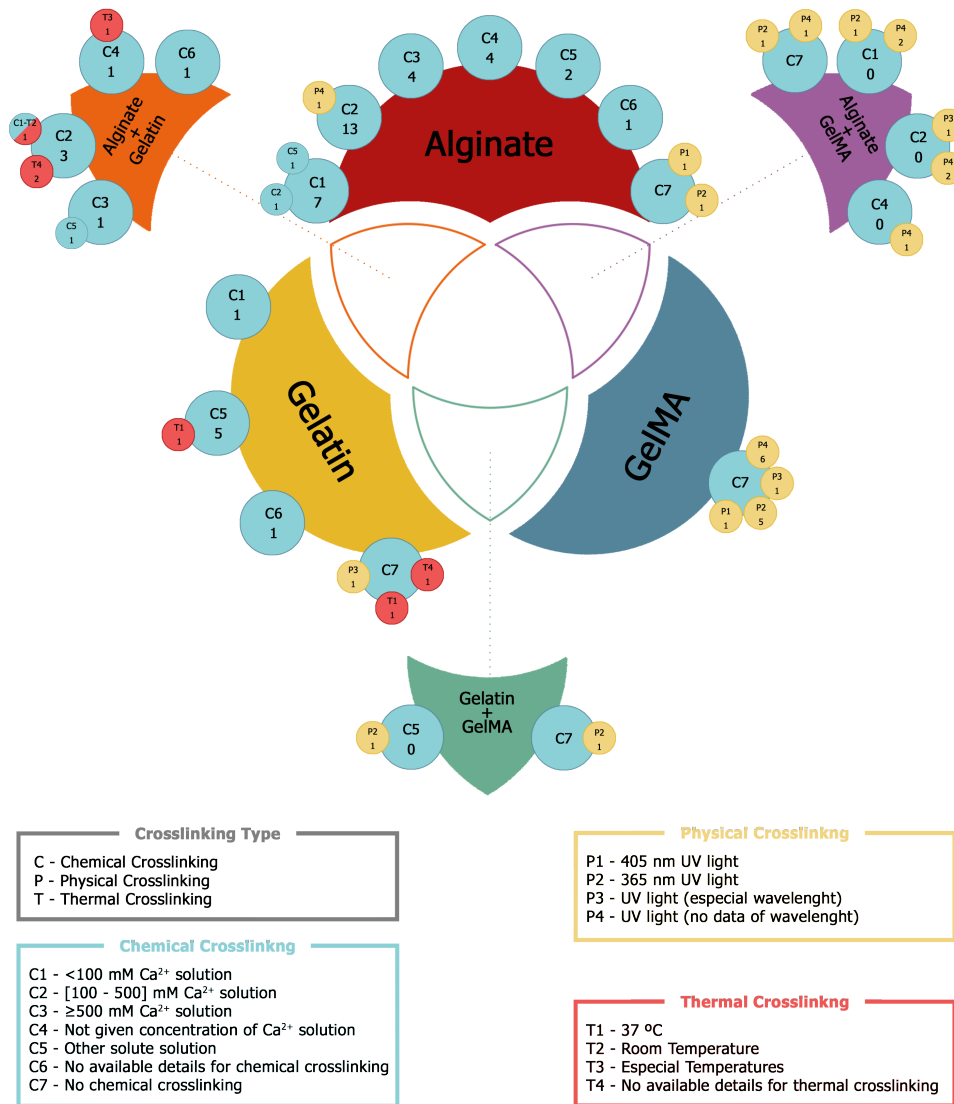 T3
1
C4
1
C6
1
C1-T2
1
C2
3
T4
2
C3
1
C5
1
Alginate
+
Gelatin
C4
4
C3
4
C5
2
P4
1
C2
13
C6
1
C5
1
C2
1
C1
7
P1
1
C7
P2
1
Alginate
P2
1
P4
1
C7
P2
1
P4
2
C1
0
P3
1
C2
0
P4
2
C4
0
P4
1
Alginate
+
GelMA
C1
1
C5
5
T1
1
C6
1
P3
1
C7
T4
1
T1
1
Gelatin
GelMA
P4
6
C7
P3
1
P1
1
P2
5
Gelatin
+
GelMA
P2
1
C5
0
C7
P2
1
Crosslinking Type
C - Chemical Crosslinking
P - Physical Crosslinking
T - Thermal Crosslinking
Physical Crosslinkng
P1 - 405 nm UV light
P2 - 365 nm UV light
P3 - UV light (especial wavelenght)
P4 - UV light (no data of wavelenght)
Chemical Crosslinkng
C1 - <100 mM Ca²⁺ solution
C2 - [100 - 500] mM Ca²⁺ solution
C3 - ≥500 mM Ca²⁺ solution
C4 - Not given concentration of Ca²⁺ solution
C5 - Other solute solution
C6 - No available details for chemical crosslinking
C7 - No chemical crosslinking
Thermal Crosslinkng
T1 - 37 ºC
T2 - Room Temperature
T3 - Especial Temperatures
T4 - No available details for thermal crosslinking